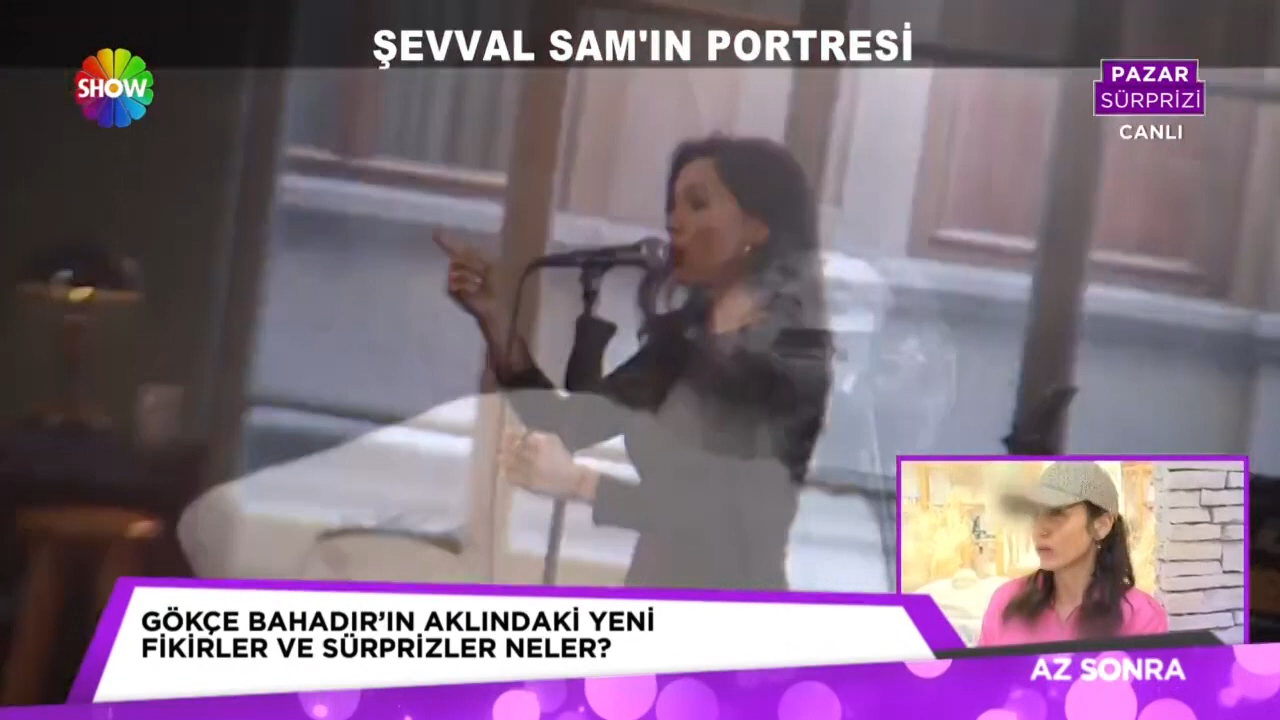 ŞEVVAL SAM'IN PORTRESİ
SHOW
PAZAR
SÜRPRİZİ
CANLI
GÖKÇE BAHADIR’IN AKLINDAKİ YENİ
FİKİRLER VE SÜRPRİZLER NELER?
AZ SONRA